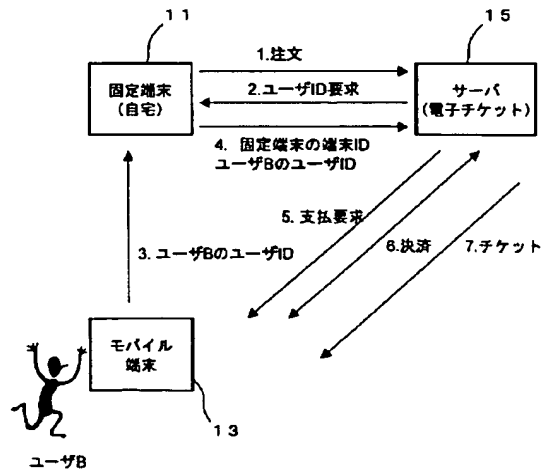 11
15
1.注文
固定端末
(自宅)
2.ユーザID要求
サーバ
(電子チケット)
4. 固定端末の端末ID
ユーザBのユーザID
5. 支払要求
3. ユーザBのユーザID
6.決済
7.チケット
モバイル
端末
13
ユーザB